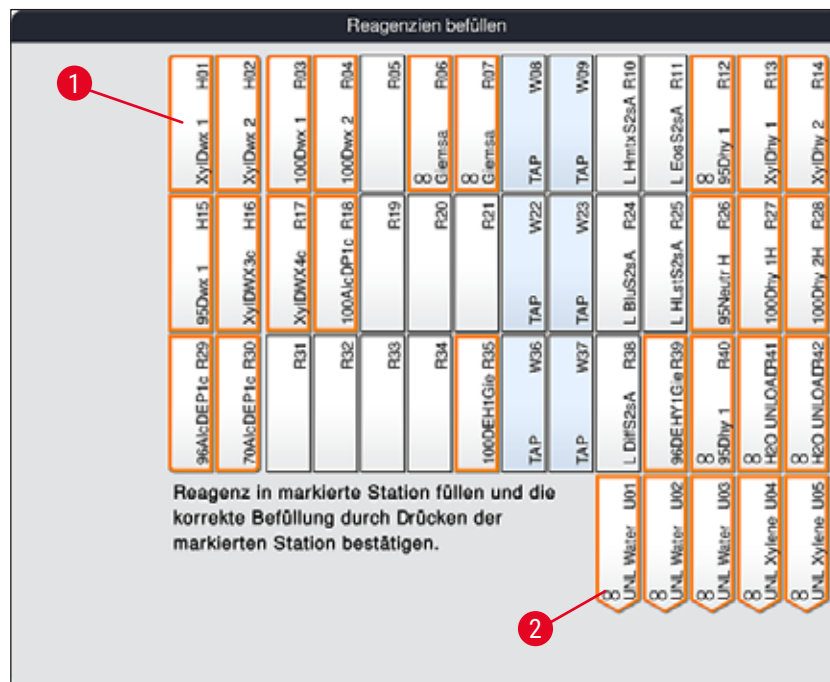 Reagenzien befüllen
1
XylDwx 1 H01
XylDwx 2 H02
100Dwx 1 R03
100Dwx 2 R04
R05
∞ Giemsa R06
∞ Giemsa R07
TAP W08
TAP W09
L HmtxS2sA R10
L EosS2sA R11
∞ 95Dhy 1 R12
XylDhy 1 R13
XylDhy 2 R14
95Dwx 1 H15
XylDWX3c H16
XylDWX4c R17
100AlcDP1c R18
R19
R20
R21
TAP W22
TAP W23
L BluS2sA R24
L HLstS2sA R25
95Neutr H R26
100Dhy 1H R27
100Dhy 2H R28
96AlcDEP1c R29
70AlcDEP1c R30
R31
R32
R33
R34
100DEH1Gie R35
TAP W36
TAP W37
L DiffS2sA R38
96DEHY1Gie R39
∞ 95Dhy 1 R40
∞ H2O UNLOAD R41
∞ H2O UNLOAD R42
Reagenz in markierte Station füllen und die
korrekte Befüllung durch Drücken der
markierten Station bestätigen.
∞ UNL Water U01
∞ UNL Water U02
∞ UNL Water U03
∞ UNL Xylene U04
∞ UNL Xylene U05
2